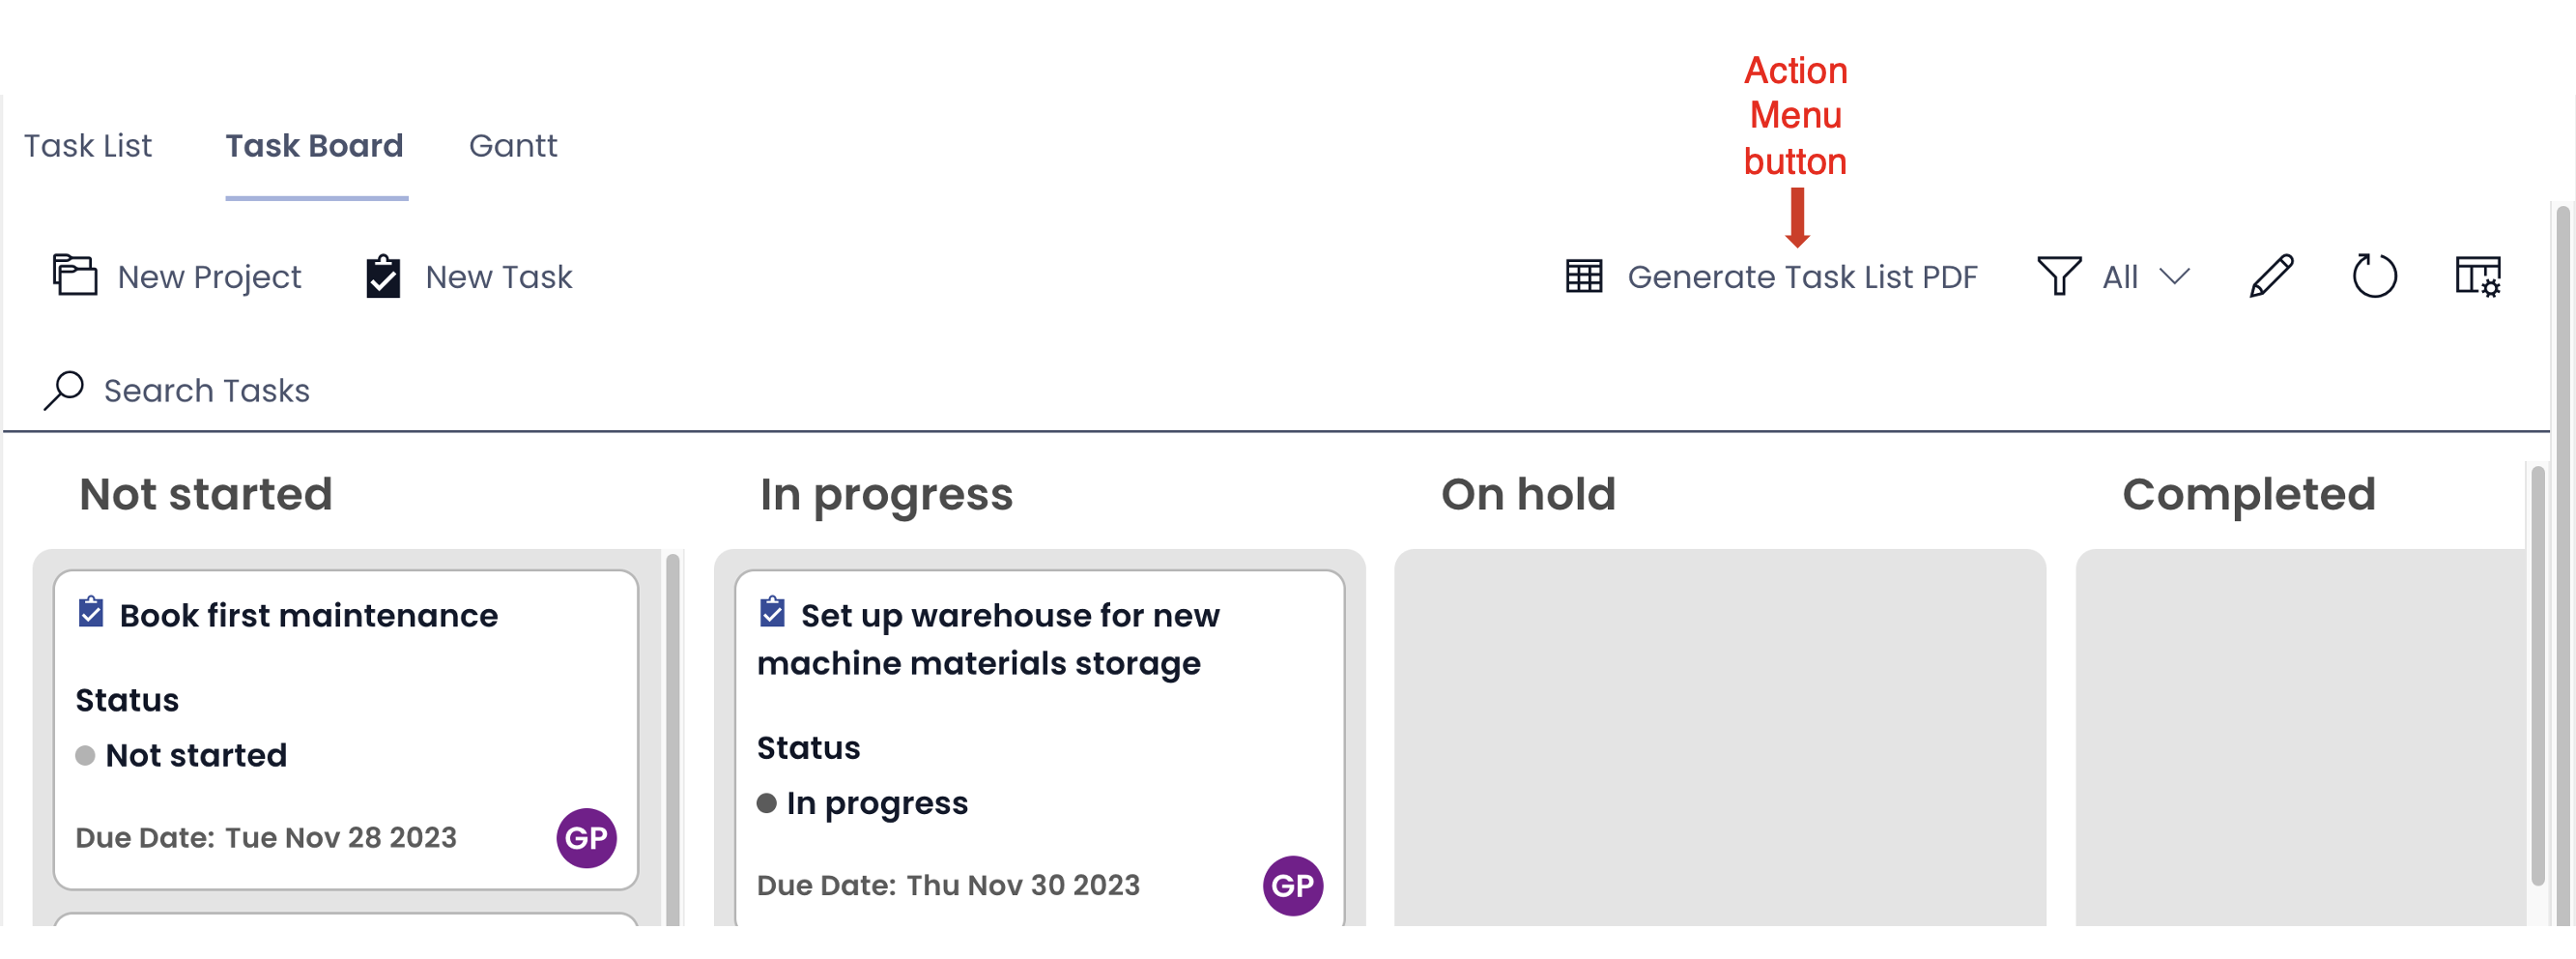 Action
Menu
button
Task List
Task Board
Gantt
New Project
New Task
Generate Task List PDF
All
Search Tasks
Not started
In progress
On hold
Completed
Book first maintenance
Status
Not started
Due Date: Tue Nov 28 2023
GP
Set up warehouse for new
machine materials storage
Status
In progress
Due Date: Thu Nov 30 2023
GP